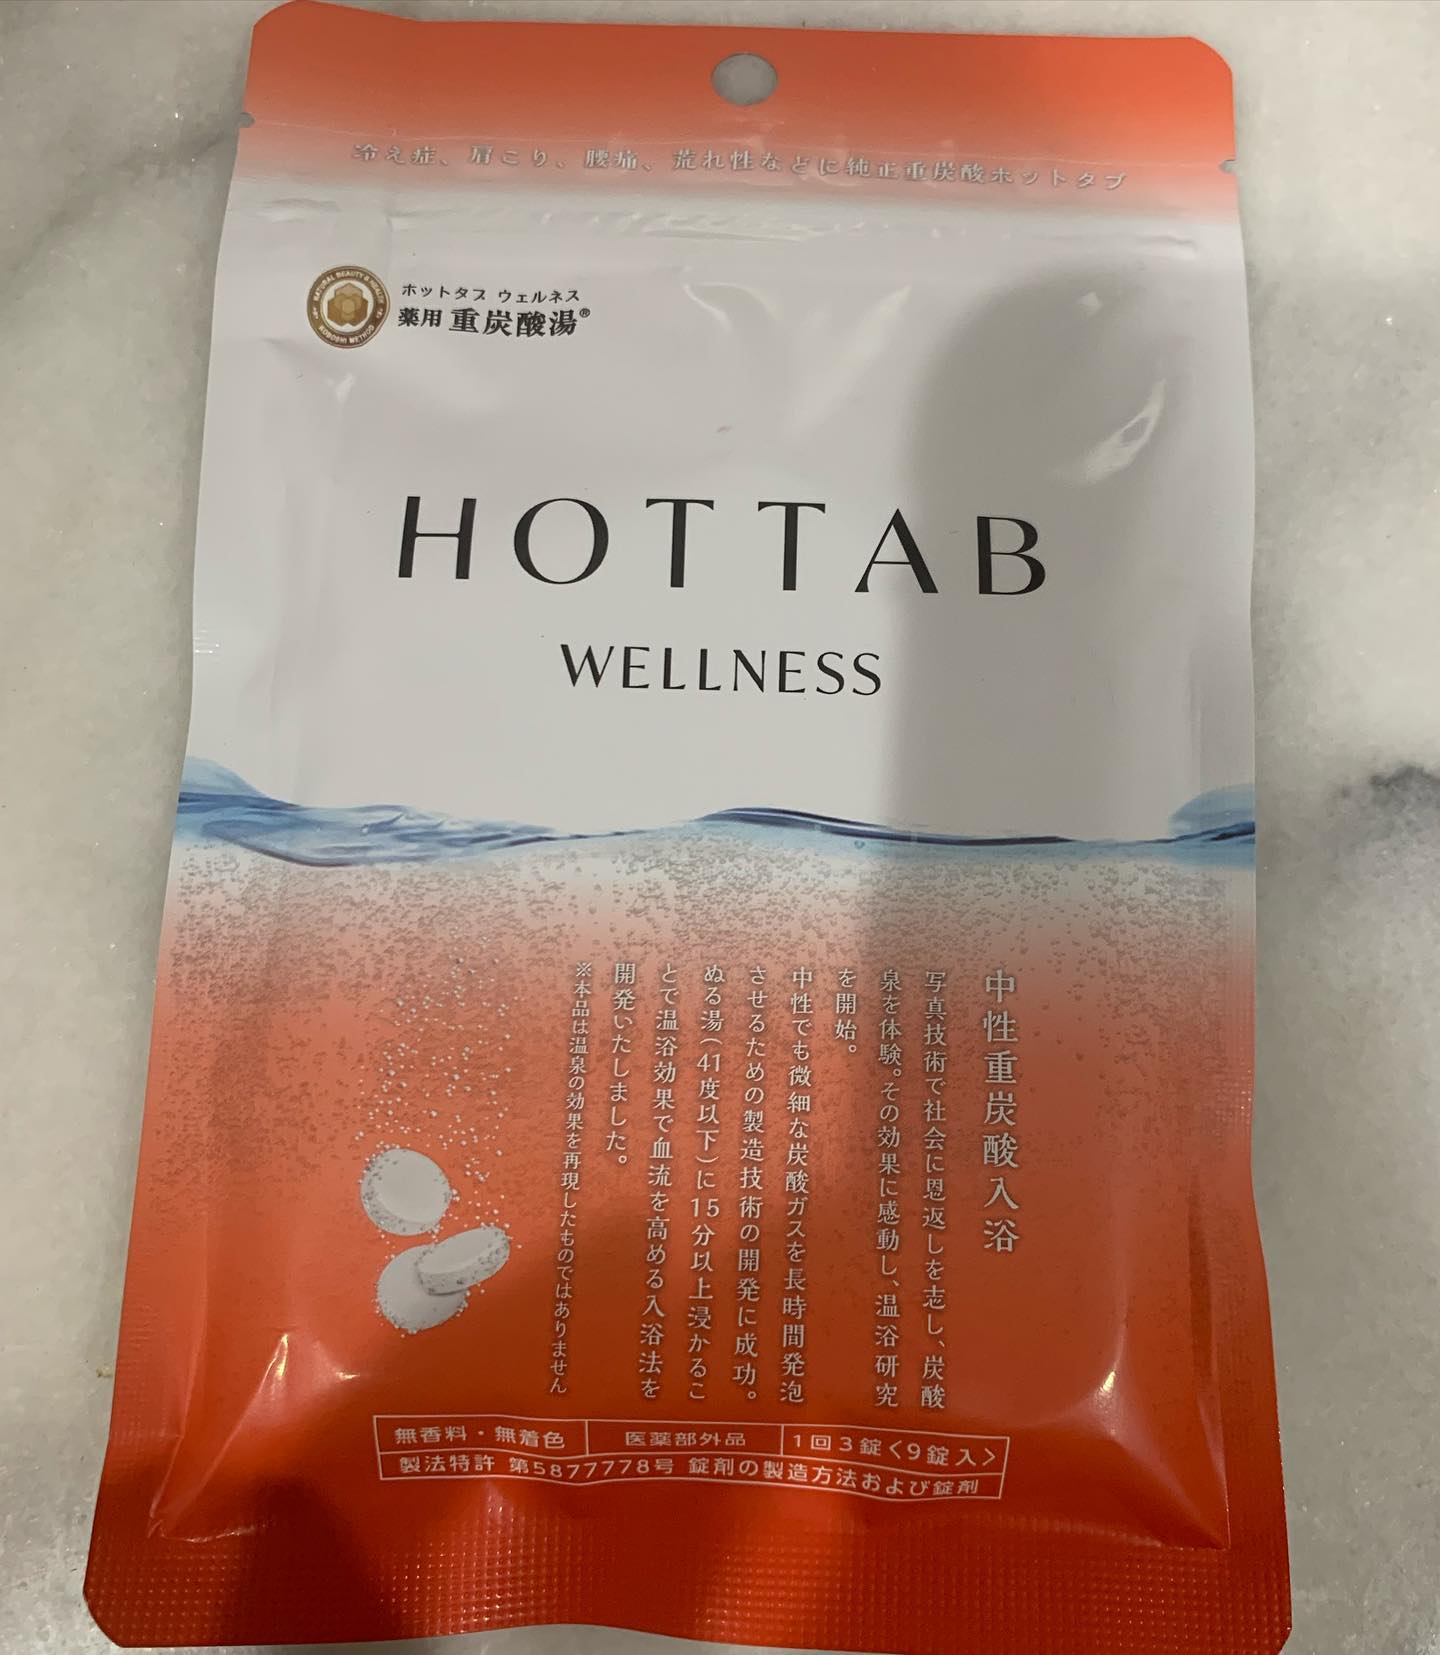 冷え症、肩こり、腰痛、荒れ性などに純正重炭酸ホットタブ
NATURAL BEAUTY & HEALTH
KOBOSHI METHOD
ホットタブ ウェルネス
薬用 重炭酸湯®
HOT TAB
WELLNESS
中性重炭酸入浴
写真技術で社会に恩返しを志し、炭酸
泉を体験。その効果に感動し、温浴研究
を開始。
中性でも微細な炭酸ガスを長時間発泡
させるための製造技術の開発に成功。
ぬる湯(41度以下)に15分以上浸かるこ
とで温浴効果で血流を高める入浴法を
開発いたしました。
※本品は温泉の効果を再現したものではありません
無香料・無着色 医薬部外品 1回3錠<9錠入>
製法特許 第5877778号 錠剤の製造方法および錠剤